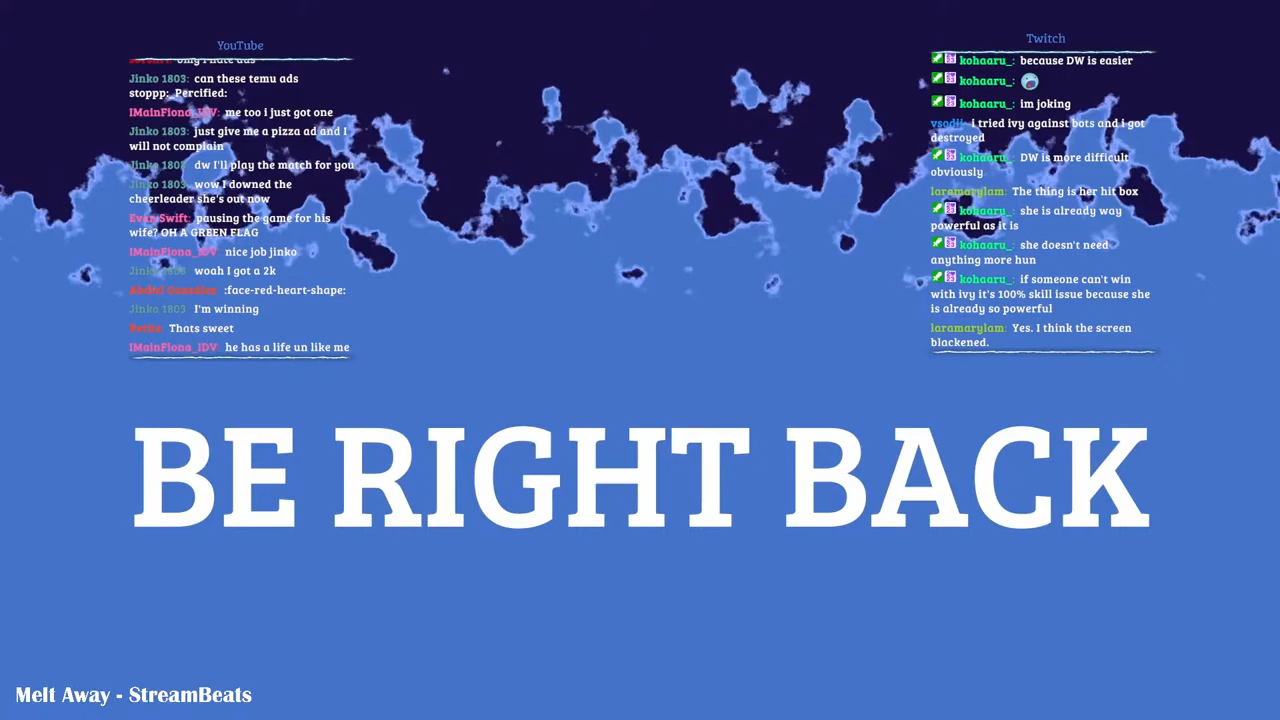 YouTube
omg i hate ads
Jinko 1803: can these temu ads
stoppp; Percified:
IMainFiona_IDV: me too i just got one
Jinko 1803: just give me a pizza ad and I
will not complain
Jinko 1803: dw I'll play the match for you
Jinko 1803: wow I downed the
cheerleader she's out now
Evan Swift: pausing the game for his
wife? OH A GREEN FLAG
IMainFiona_IDV: nice job jinko
Jinko 1803: woah I got a 2k
Abdiel González: :face-red-heart-shape:
Jinko 1803: I'm winning
Petite: Thats sweet
IMainFiona_IDV: he has a life un like me
Twitch
kohaaru_: because DW is easier
kohaaru_:
kohaaru_: im joking
i tried ivy against bots and i got
destroyed
kohaaru_: DW is more difficult
obviously
laramarylam: The thing is her hit box
kohaaru_: she is already way
powerful as it is
kohaaru_: she doesn't need
anything more hun
kohaaru_: if someone can't win
with ivy it's 100% skill issue because she
is already so powerful
laramarylam: Yes. I think the screen
blackened.
BE RIGHT BACK
Melt Away - StreamBeats